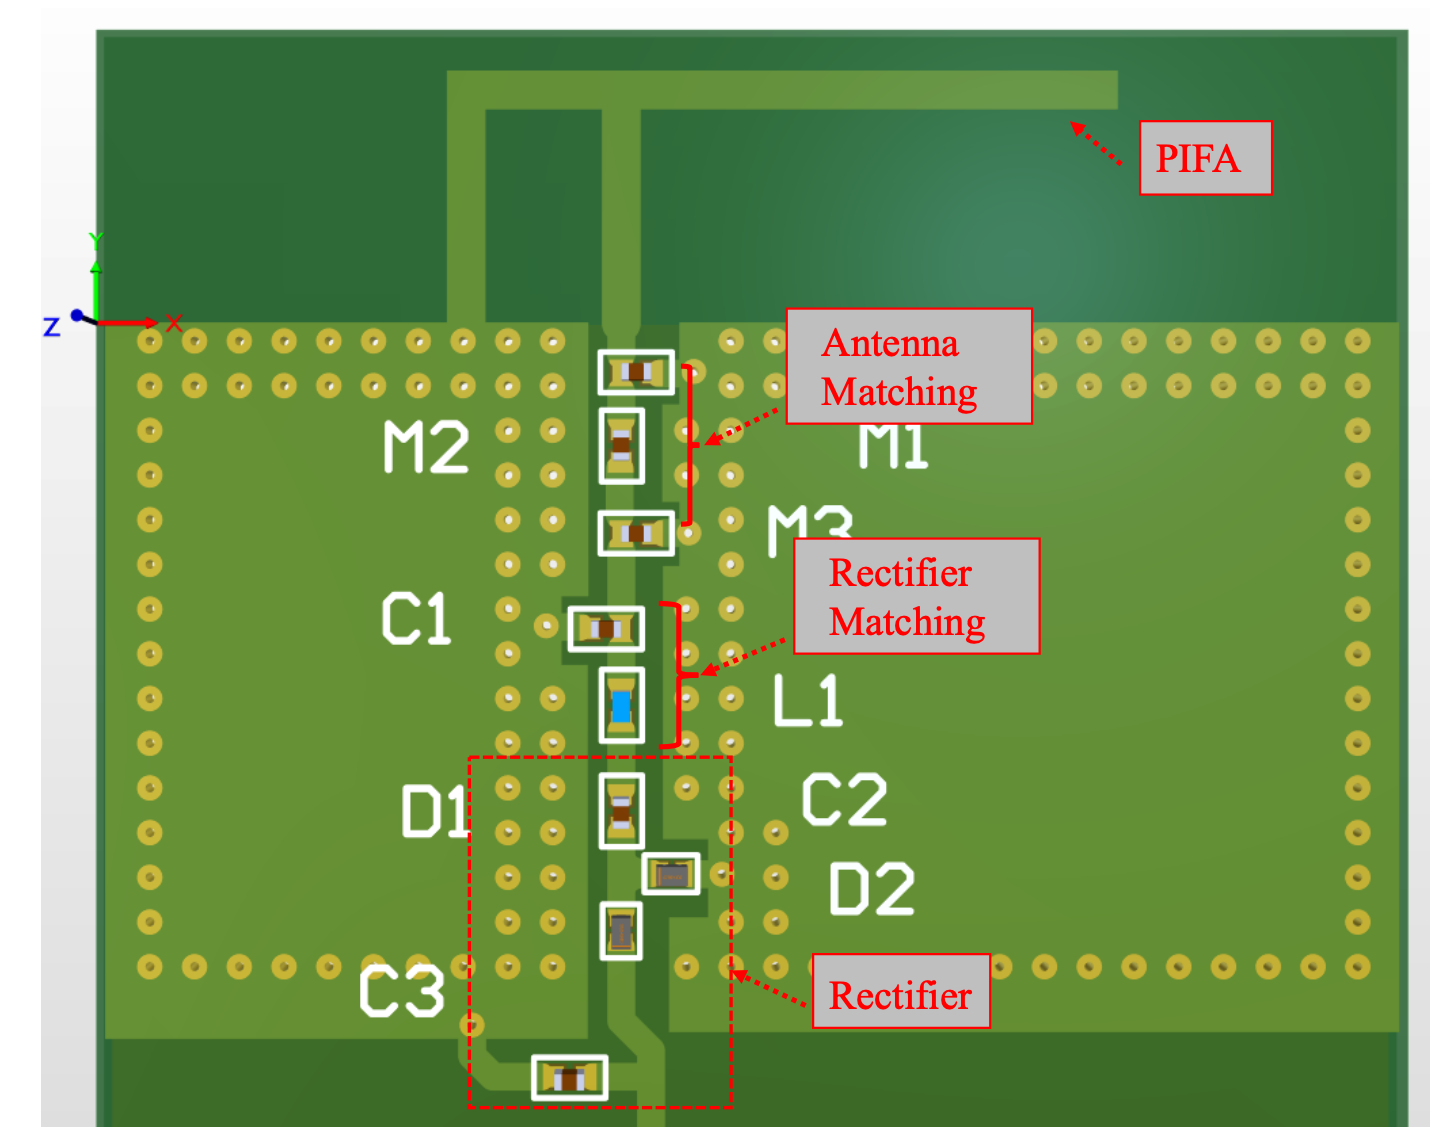 PIFA
Y
Z
X
Antenna
Matching
M2
M1
M3
Rectifier
Matching
C1
L1
D1
C2
D2
C3
Rectifier